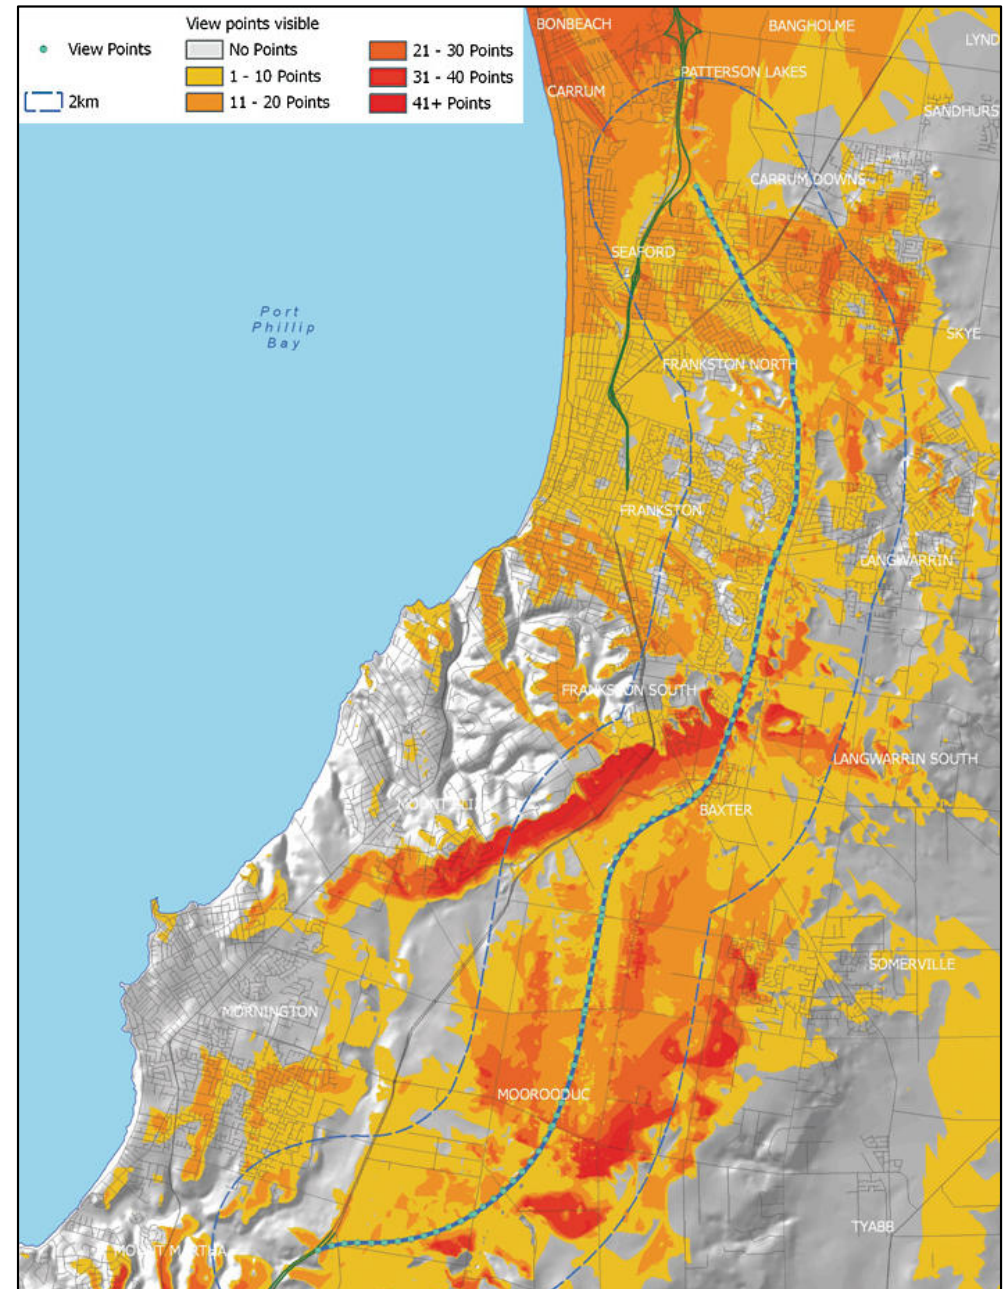 View points visible
View Points
No Points
21 - 30 Points
1 - 10 Points
31 - 40 Points
2km
11 - 20 Points
41+ Points
BONBEACH
BANGHOLME
LYND
PATTERSON LAKES
CARRUM
SANDHURS
CARRUM DOWNS
SEAFORD
Port
Phillip
Bay
SKYE
FRANKSTON NORTH
FRANKSTON
LANGWARRIN
FRANKSTON SOUTH
LANGWARRIN SOUTH
BAXTER
SOMERVILLE
MORNINGTON
MOOROODUC
TYABB
MOUNT MARTHA